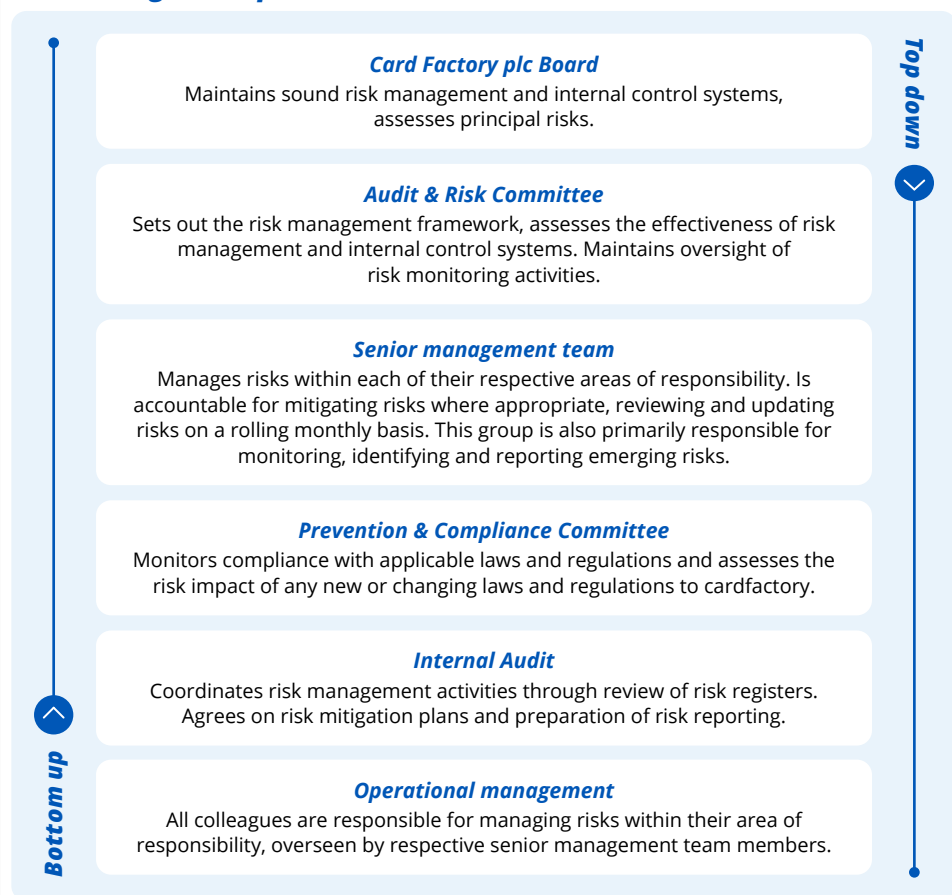 Card Factory plc Board
Maintains sound risk management and internal control systems,
assesses principal risks.
Audit & Risk Committee
Sets out the risk management framework, assesses the effectiveness of risk
management and internal control systems. Maintains oversight of
risk monitoring activities.
Senior management team
Manages risks within each of their respective areas of responsibility. Is
accountable for mitigating risks where appropriate, reviewing and updating
risks on a rolling monthly basis. This group is also primarily responsible for
monitoring, identifying and reporting emerging risks.
Prevention & Compliance Committee
Monitors compliance with applicable laws and regulations and assesses the
risk impact of any new or changing laws and regulations to cardfactory.
Internal Audit
Coordinates risk management activities through review of risk registers.
Agrees on risk mitigation plans and preparation of risk reporting.
Operational management
All colleagues are responsible for managing risks within their area of
responsibility, overseen by respective senior management team members.
Bottom up
Top down